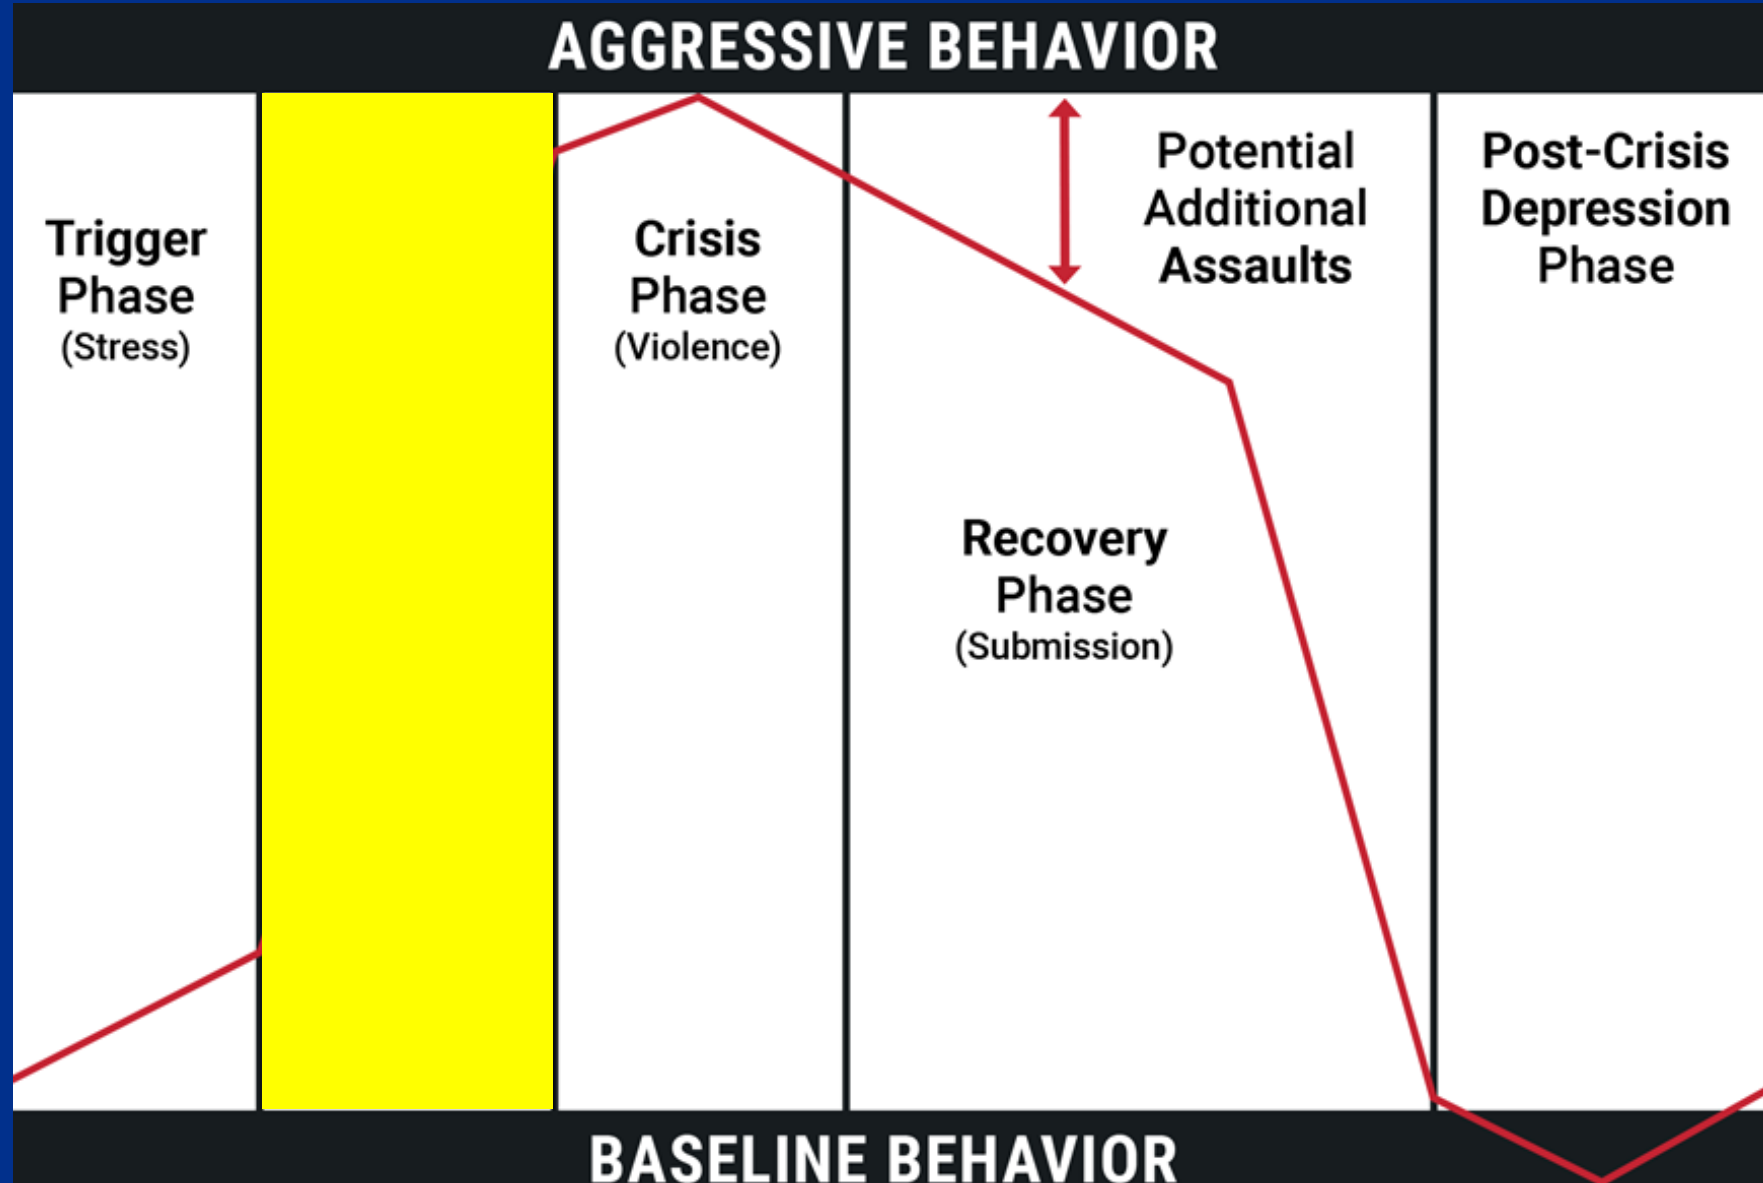 AGGRESSIVE BEHAVIOR
Trigger
Phase
(Stress)
Crisis
Phase
(Violence)
Potential
Additional
Assaults
Recovery
Phase
(Submission)
Post-Crisis
Depression
Phase
BASELINE BEHAVIOR